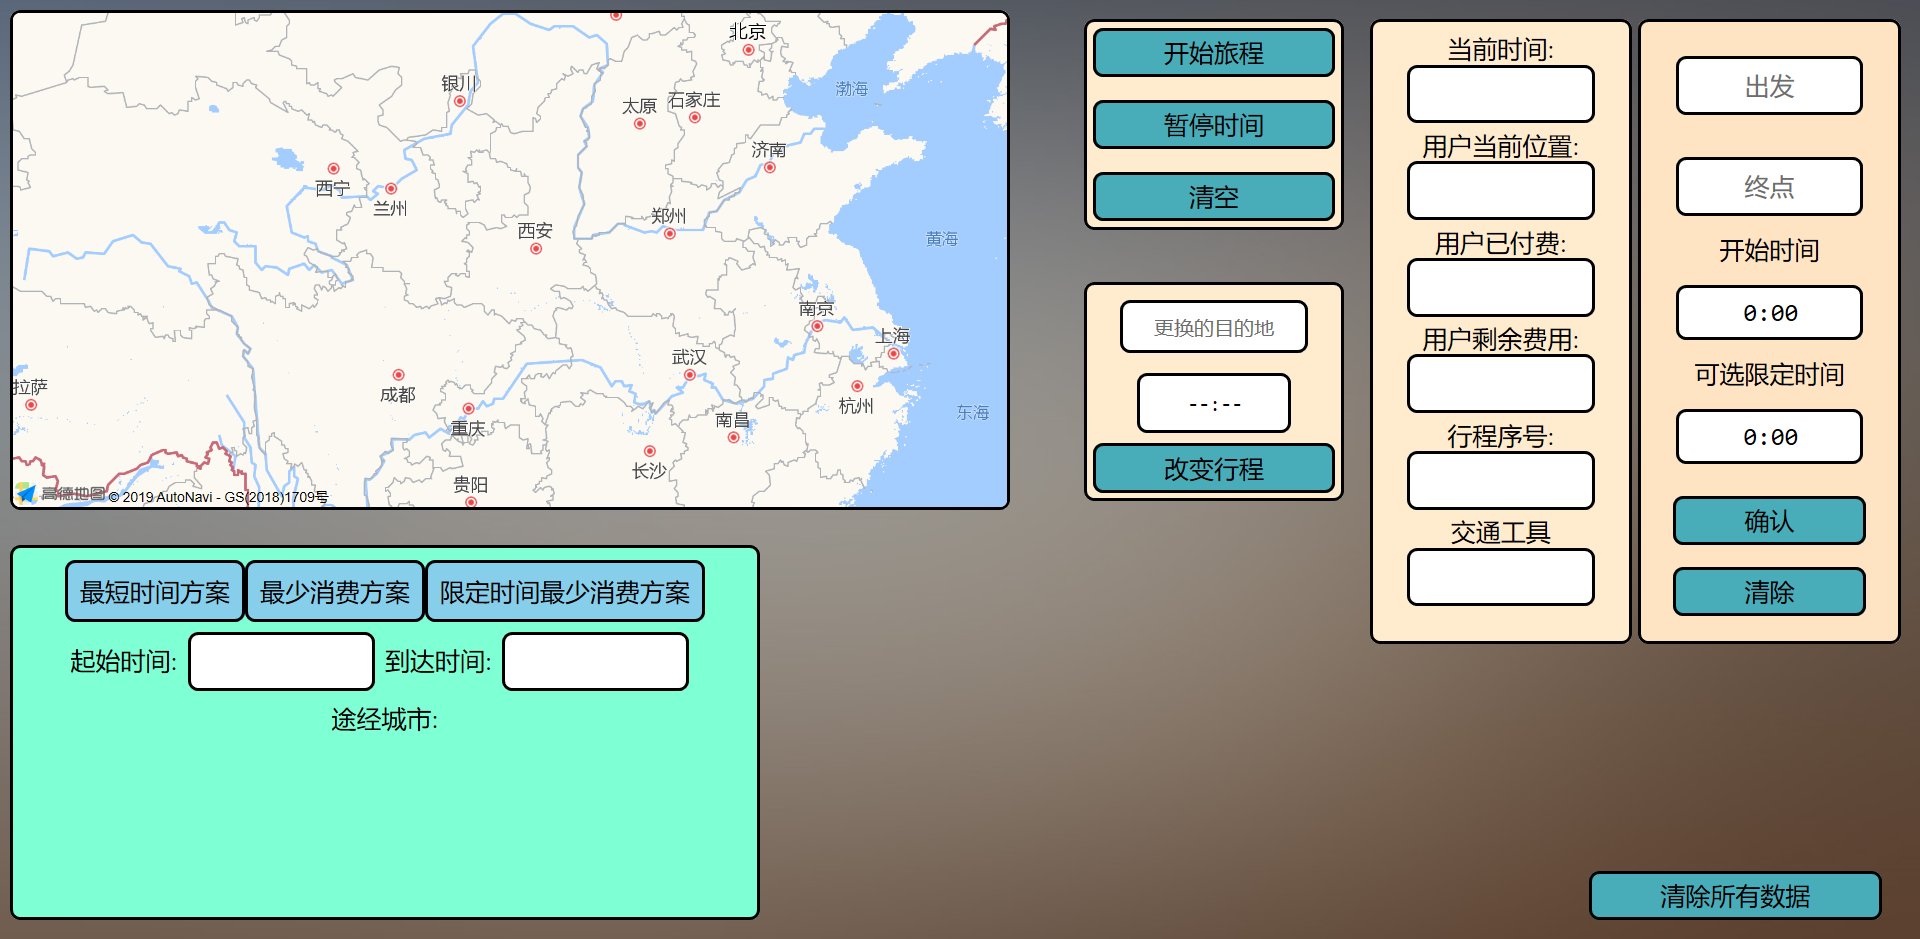 北京
银川
渤海
太原
石家庄
济南
西宁
兰州
郑州
西安
黄海
南京
上海
武汉
拉萨
成都
杭州
东海
南昌
重庆
长沙
贵阳
高德地图 © 2019 AutoNavi - GS(2018)1709号
开始旅程
暂停时间
清空
更换的目的地
--:--
改变行程
当前时间:
用户当前位置:
用户已付费:
用户剩余费用:
行程序号:
交通工具
出发
终点
开始时间
0:00
可选限定时间
0:00
确认
清除
最短时间方案
最少消费方案
限定时间最少消费方案
起始时间:
到达时间:
途经城市:
清除所有数据